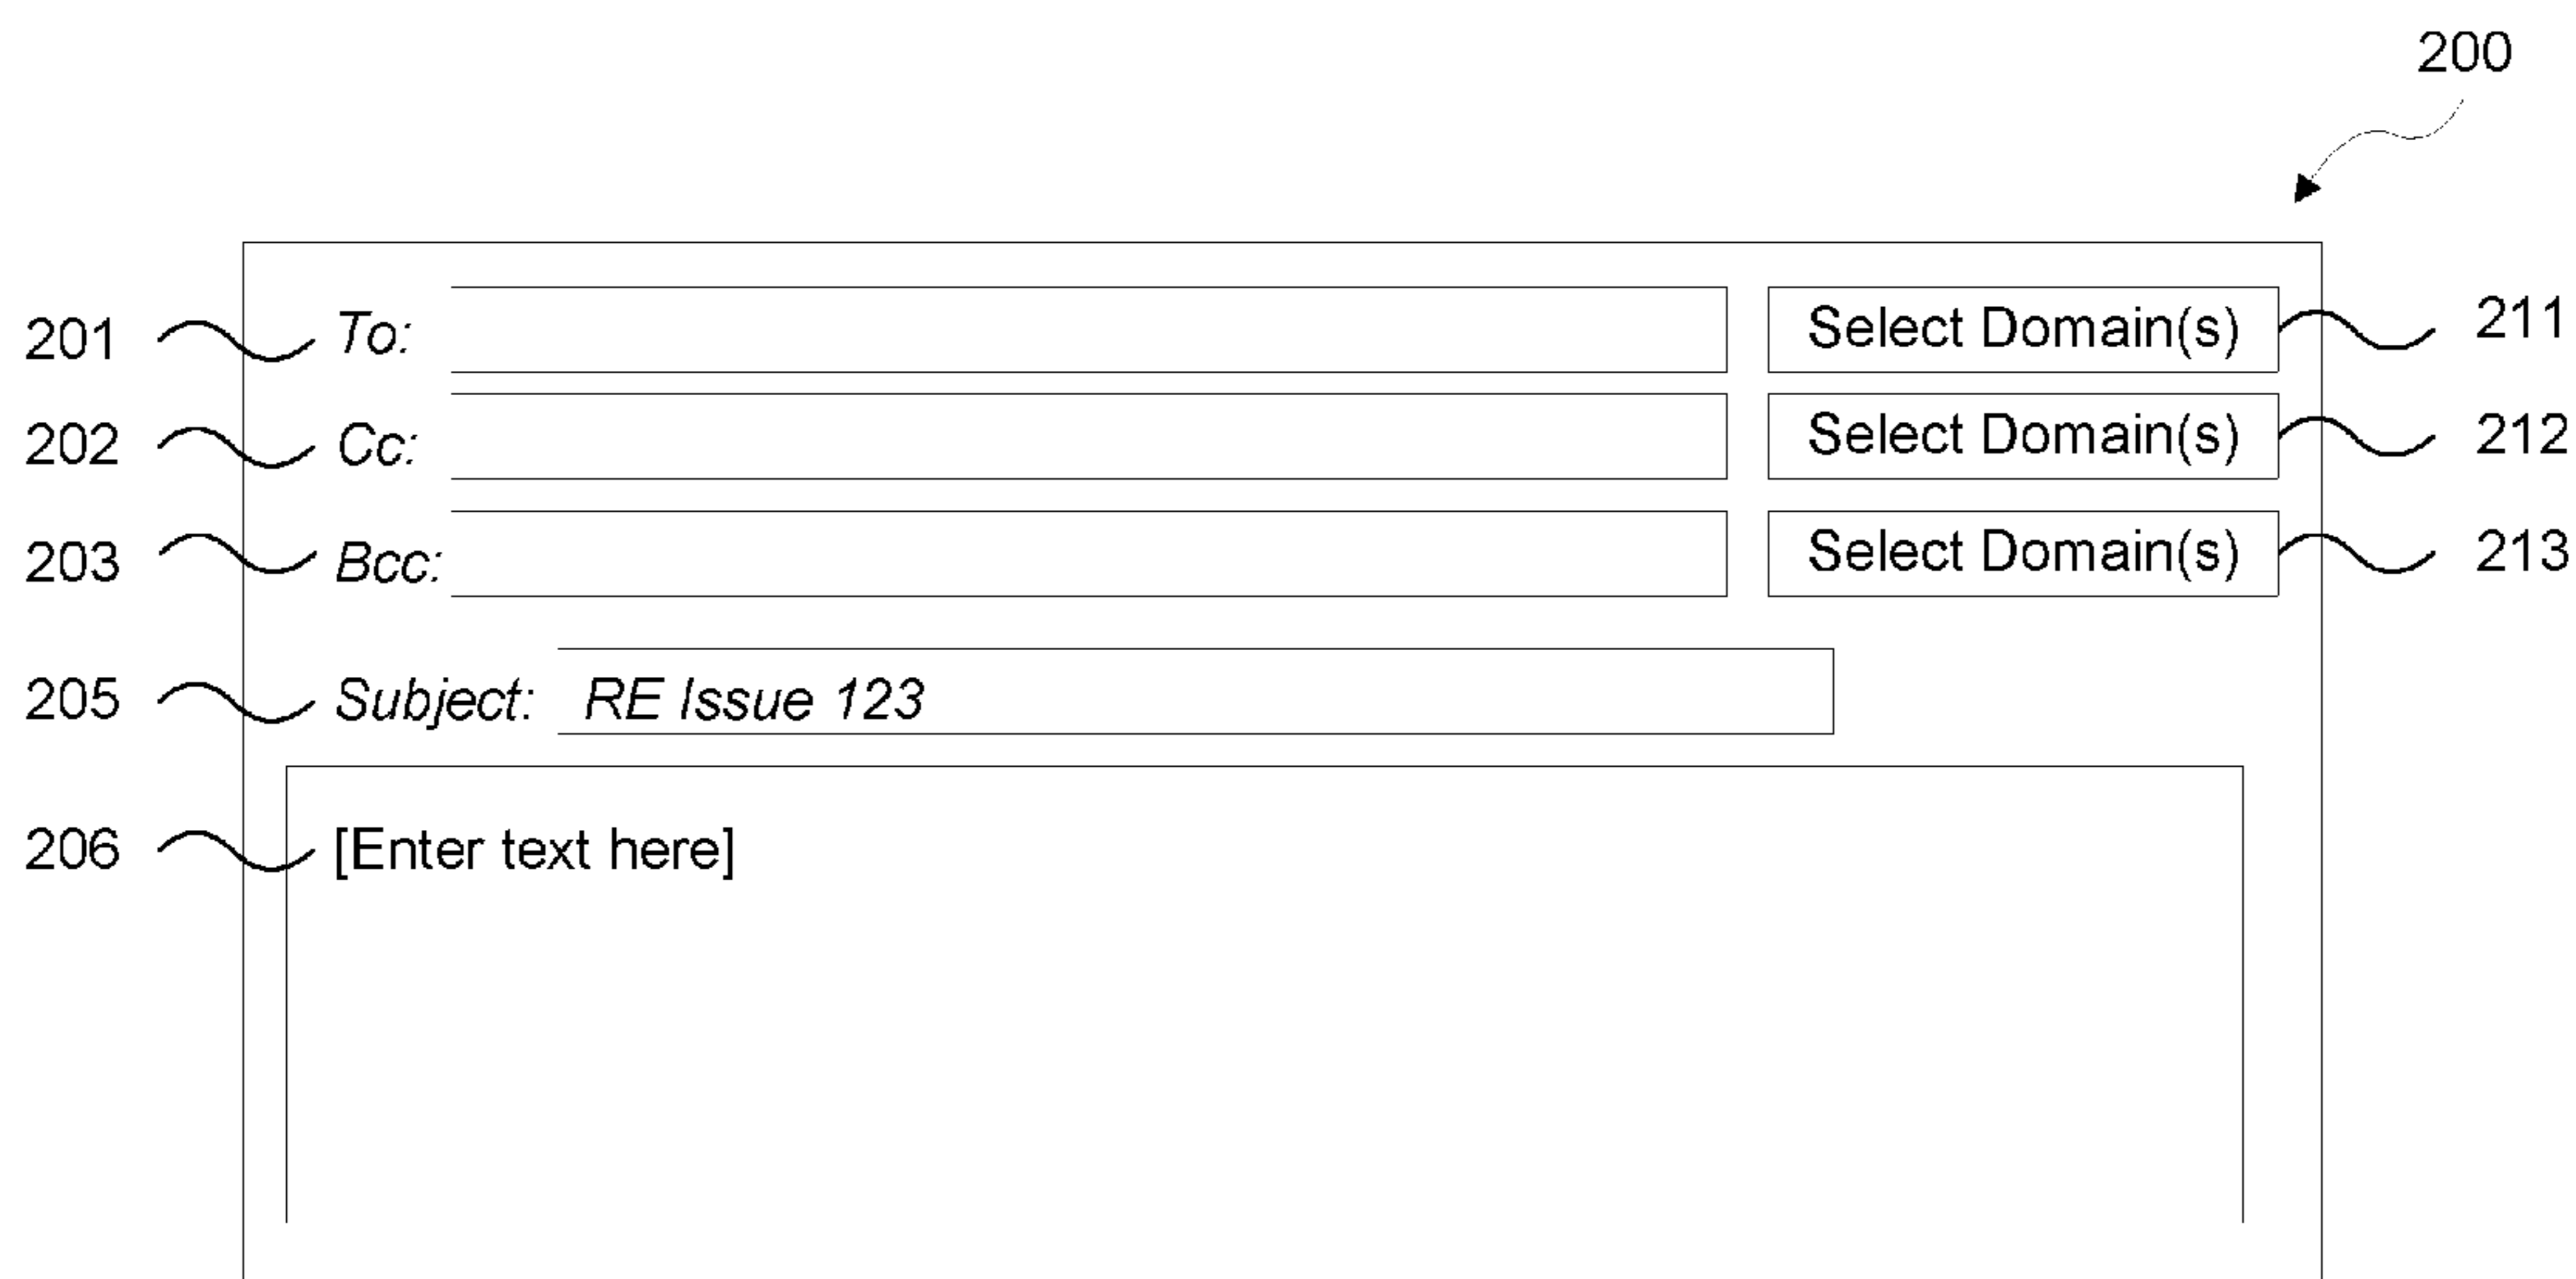 200
201 To: Select Domain(s) 211
202 Cc: Select Domain(s) 212
203 Bcc: Select Domain(s) 213
205 Subject: RE Issue 123
206 [Enter text here]